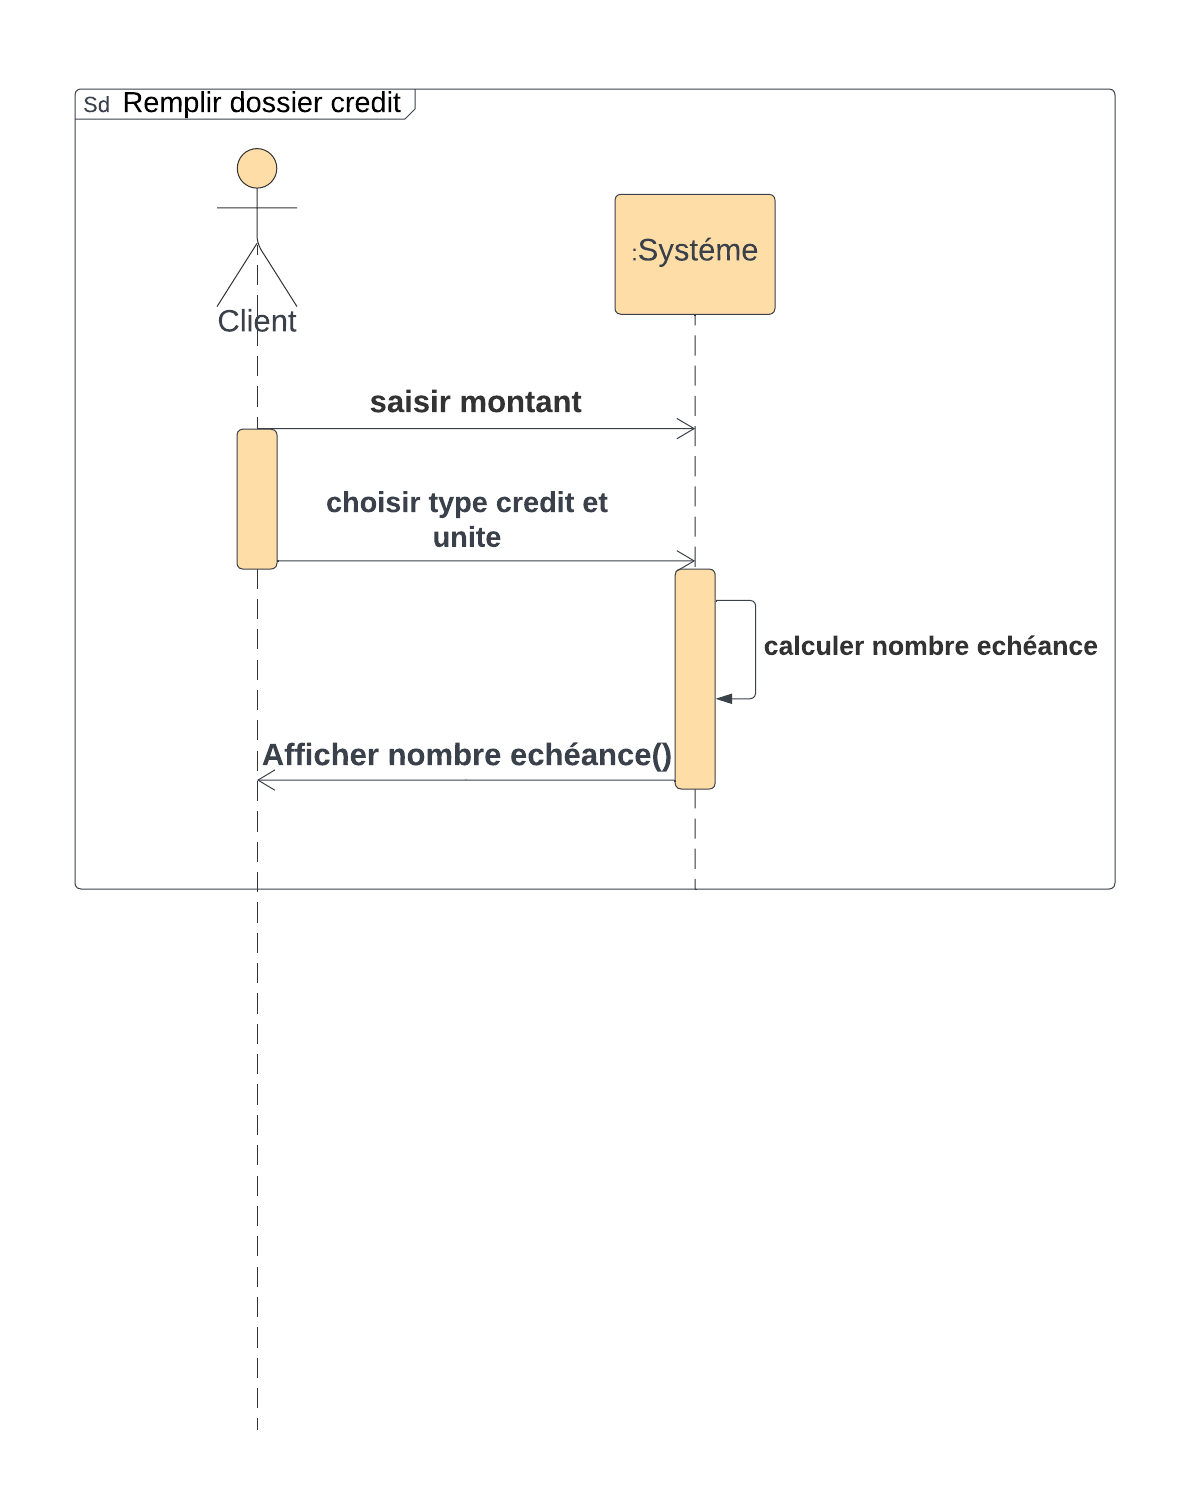 Sd Remplir dossier credit
:Systéme
Client
saisir montant
choisir type credit et
unite
calculer nombre echéance
Afficher nombre echéance()